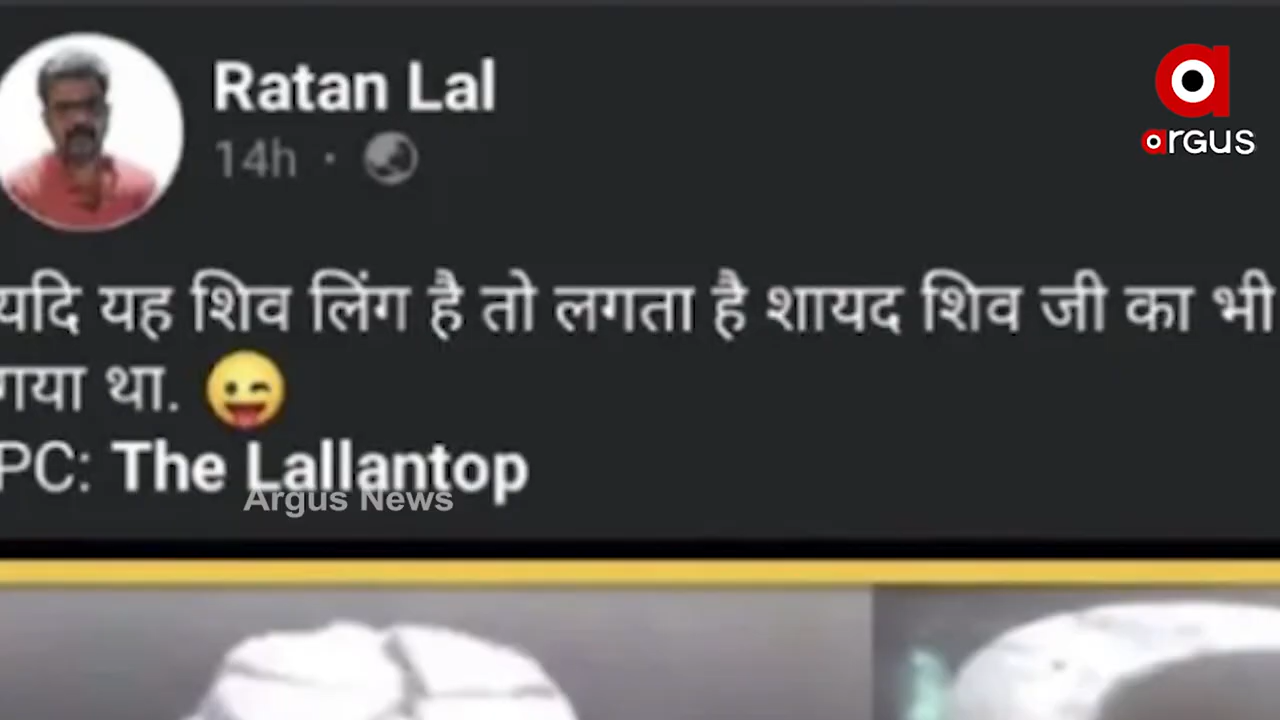 Ratan Lal
14h ·
argus
यदि यह शिव लिंग है तो लगता है शायद शिव जी का भी
गया था. 😜
PC: The Lallantop
Argus News